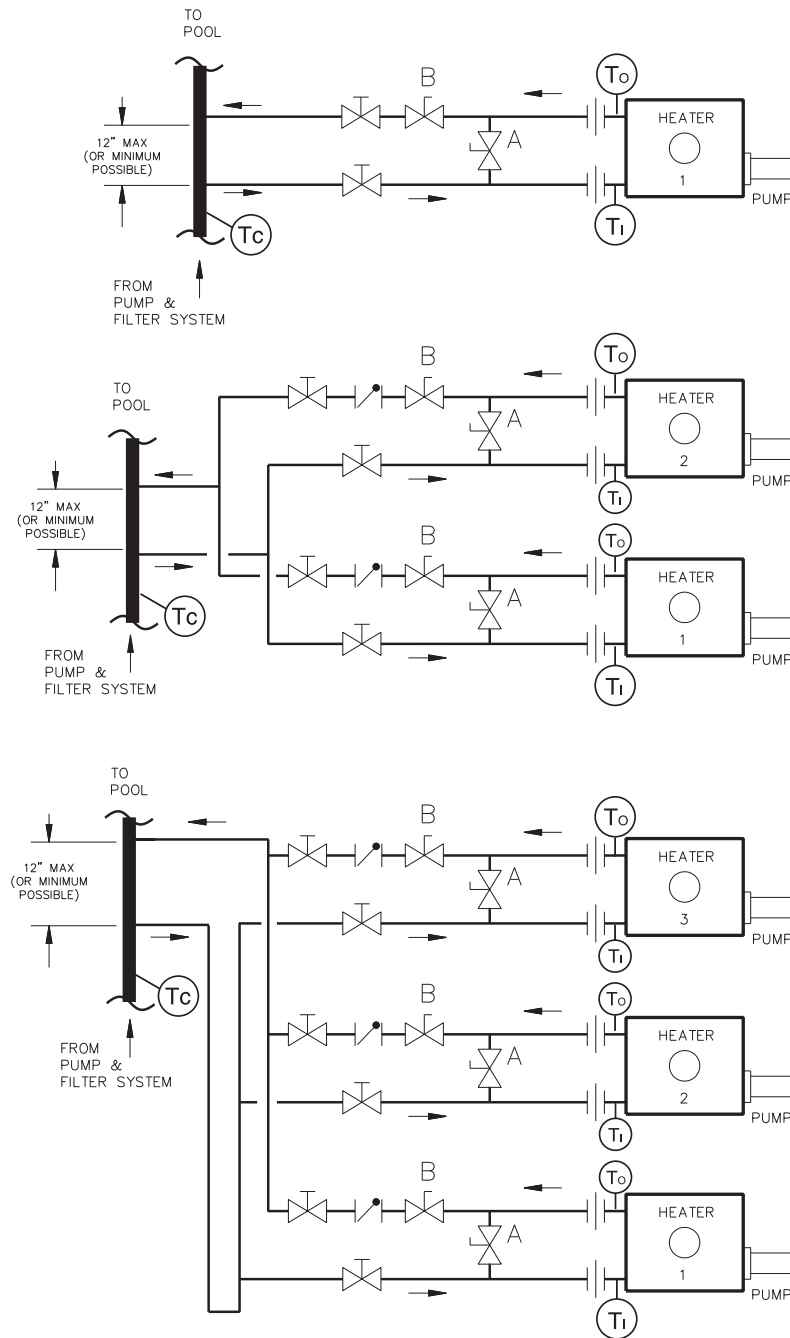 TO
POOL
B
To
HEATER
1
12" MAX
(OR MINIMUM
POSSIBLE)
A
PUMP
Tc
TI
FROM
PUMP &
FILTER SYSTEM
TO
POOL
B
To
HEATER
2
A
PUMP
12" MAX
(OR MINIMUM
POSSIBLE)
TI
B
To
HEATER
1
Tc
A
PUMP
FROM
PUMP &
FILTER SYSTEM
TI
TO
POOL
B
To
HEATER
3
12" MAX
(OR MINIMUM
POSSIBLE)
A
PUMP
TI
Tc
B
To
HEATER
2
FROM
PUMP &
FILTER SYSTEM
A
PUMP
TI
B
To
HEATER
1
A
PUMP
TI